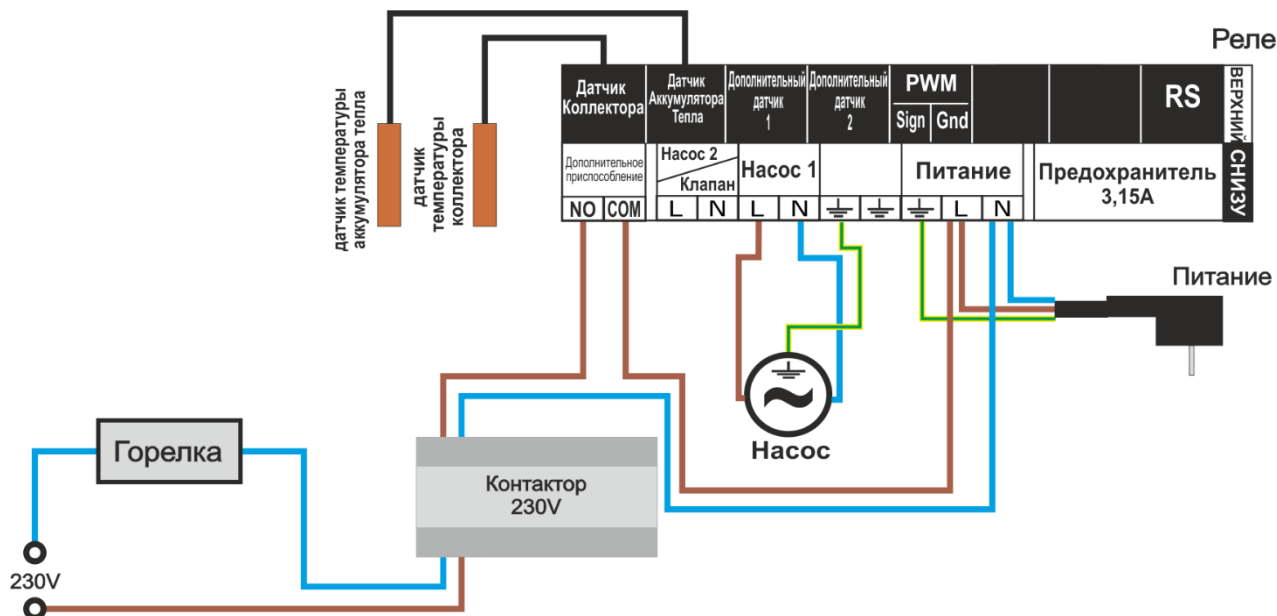 Реле
Датчик
Коллектора
Датчик
Аккумулятора
Тепла
Дополнительный
датчик
1
Дополнительный
датчик
2
PWM
Sign Gnd
RS
ВЕРХНИЙ
Дополнительное
приспособление
Насос 2
Клапан
Насос 1
Питание
Предохранитель
3,15A
СНИЗУ
NO COM L N L N L N
датчик температуры
аккумулятора тепла
датчик
температуры
коллектора
Питание
Насос
Горелка
Контактор
230V
230V